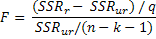 F = (SSR_r − SSR_ur) / q
SSR_ur/(n − k − 1)